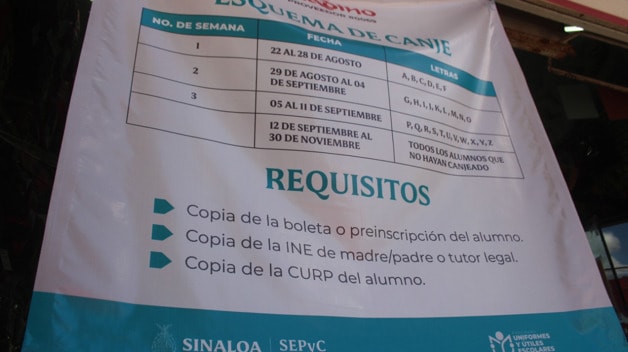 PROVEEDOR
ESQUEMA DE CANJE
NO. DE SEMANA FECHA LETRAS
1 22 AL 28 DE AGOSTO A, B, C, D, E, F
2 29 DE AGOSTO AL 04 DE SEPTIEMBRE G, H, I, J, K, L, M, N, O
3 05 AL 11 DE SEPTIEMBRE P, Q, R, S, T, U, V, W, X, Y, Z
12 DE SEPTIEMBRE AL 30 DE NOVIEMBRE TODOS LOS ALUMNOS QUE NO HAYAN CANJEADO
REQUISITOS
Copia de la boleta o preinscripción del alumno.
Copia de la INE de madre/padre o tutor legal.
Copia de la CURP del alumno.
SINALOA SEPyC
UNIFORMES Y ÚTILES ESCOLARES